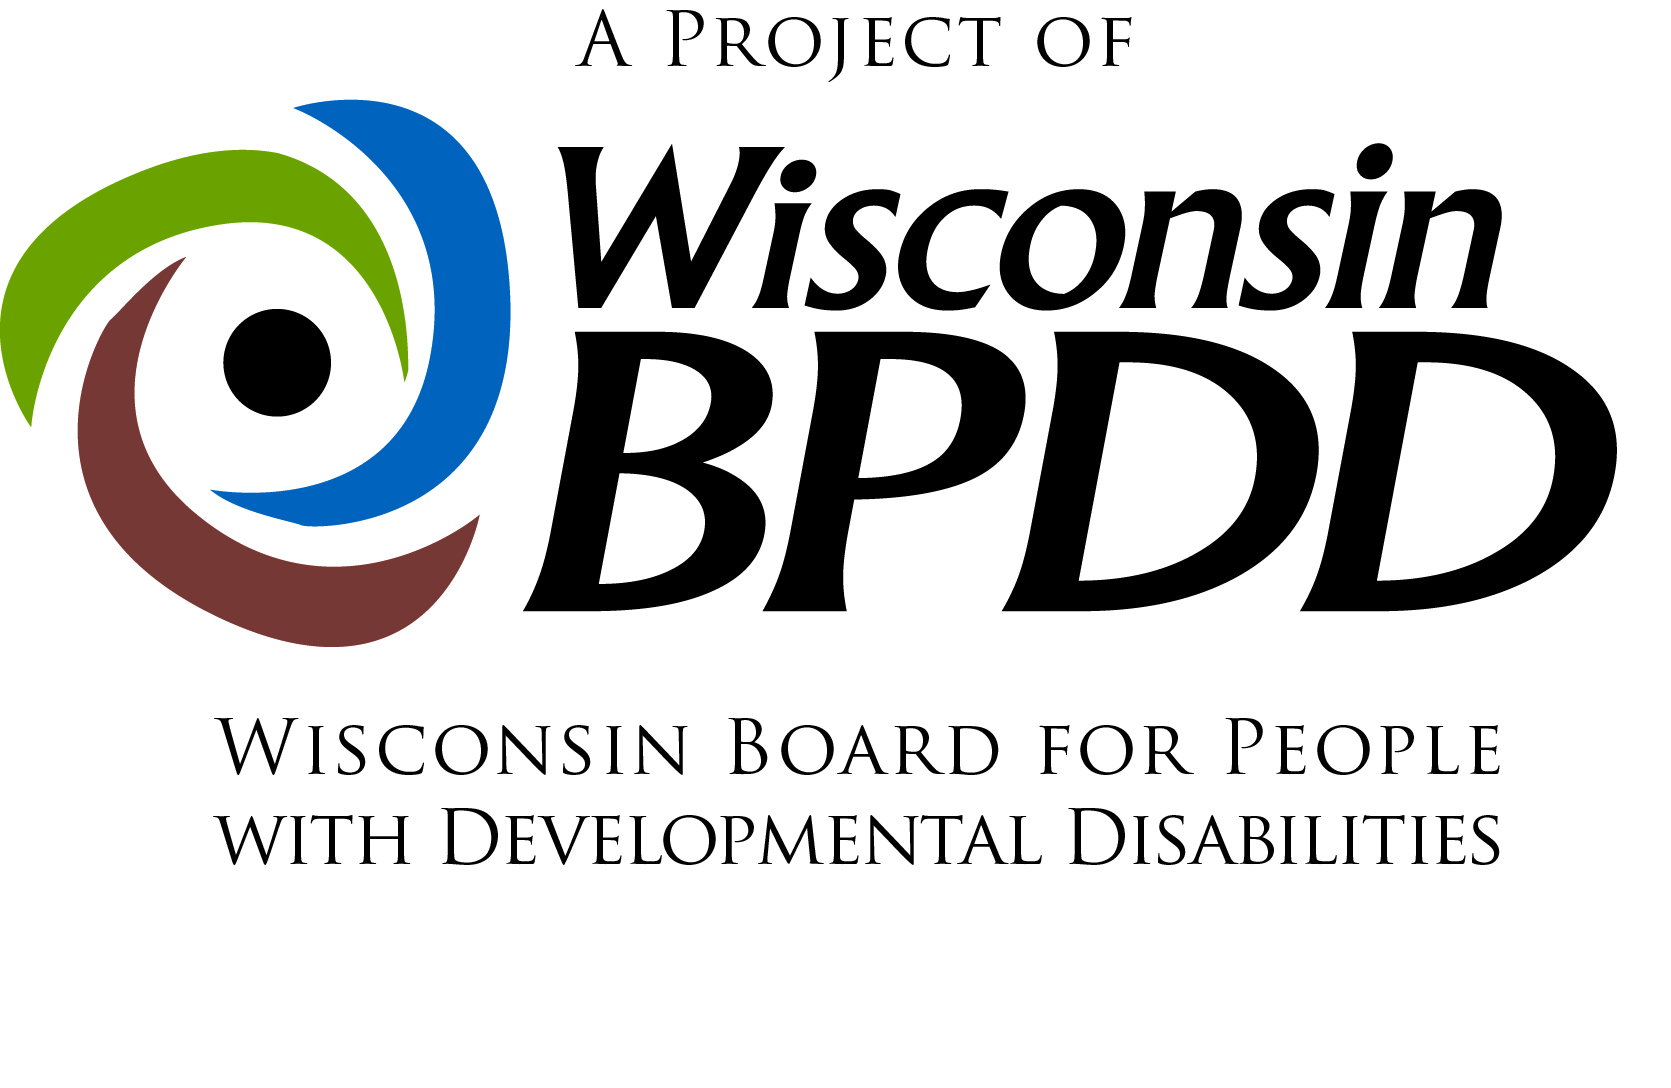 A Project of
Wisconsin
BPDD
Wisconsin Board for People
with Developmental Disabilities